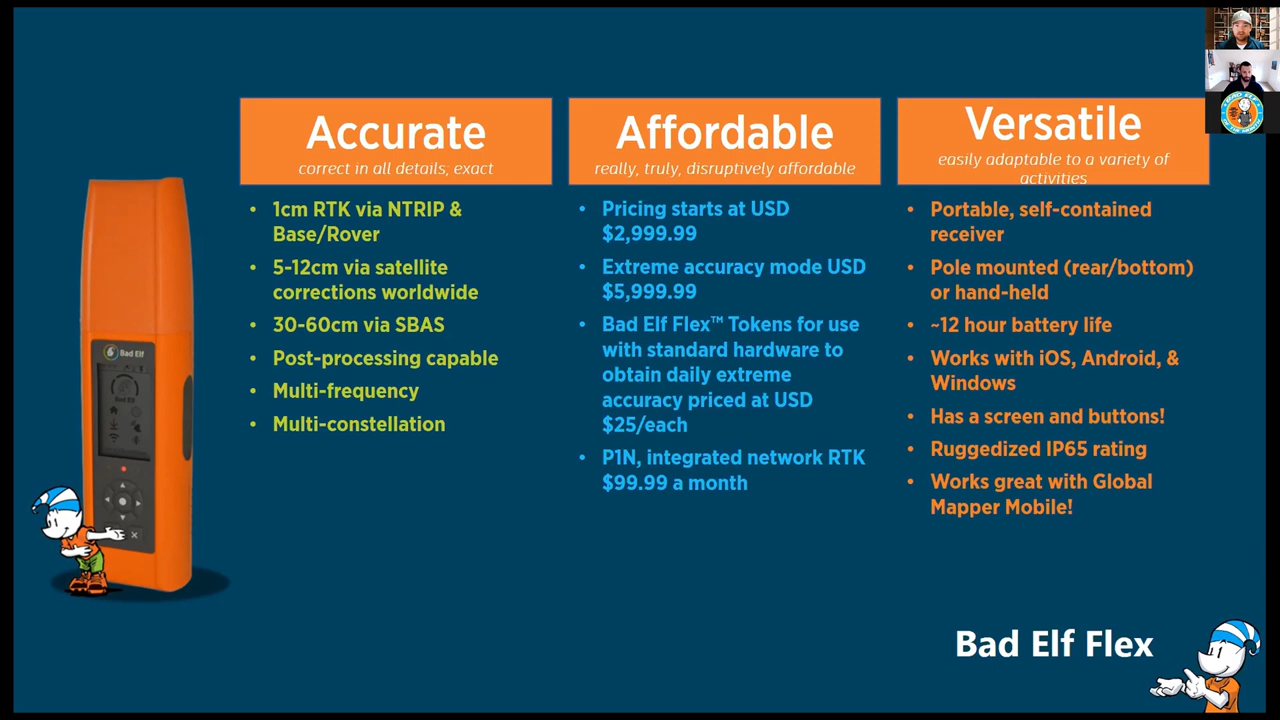 Accurate
correct in all details; exact
• 1cm RTK via NTRIP &
Base/Rover
• 5-12cm via satellite
corrections worldwide
• 30-60cm via SBAS
• Post-processing capable
• Multi-frequency
• Multi-constellation
Affordable
really, truly, disruptively affordable
• Pricing starts at USD
$2,999.99
• Extreme accuracy mode USD
$5,999.99
• Bad Elf Flex™ Tokens for use
with standard hardware to
obtain daily extreme
accuracy priced at USD
$25/each
• P1N, integrated network RTK
$99.99 a month
Versatile
easily adaptable to a variety of
activities
• Portable, self-contained
receiver
• Pole mounted (rear/bottom)
or hand-held
• ~12 hour battery life
• Works with iOS, Android, &
Windows
• Has a screen and buttons!
• Ruggedized IP65 rating
• Works great with Global
Mapper Mobile!
Bad Elf
Bad Elf
Bad Elf Flex